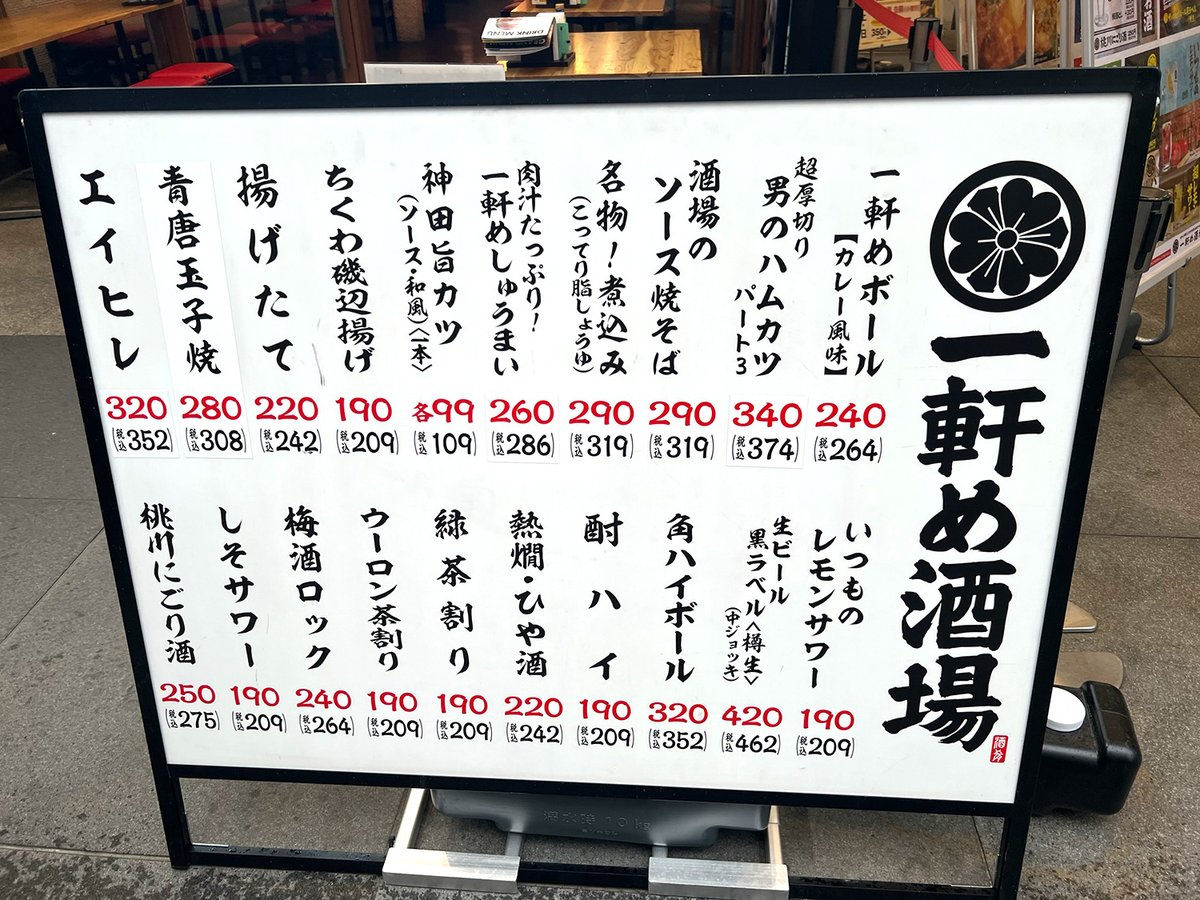 一軒め酒場
酒場
一軒めボール
【カレー風味】
240
(税込264)
超厚切り
男のハムカツ
パート3
340
(税込374)
酒場の
ソース焼そば
290
(税込319)
名物!煮込み
(こってり脂しょうゆ)
290
(税込319)
肉汁たっぷり!
一軒めしゅうまい
260
(税込286)
神田旨カツ
(ソース・和風)〈一本〉
各99
(税込109)
ちくわ磯辺揚げ
190
(税込209)
揚げたて
220
(税込242)
青唐玉子焼
280
(税込308)
エイヒレ
320
(税込352)
いつもの
レモンサワー
190
(税込209)
生ビール
黒ラベル〈樽生〉
(中ジョッキ)
420
(税込462)
角ハイボール
320
(税込352)
酎ハイ
190
(税込209)
熱燗・ひや酒
220
(税込242)
緑茶割り
190
(税込209)
ウーロン茶割り
190
(税込209)
梅酒ロック
240
(税込264)
しそサワー
190
(税込209)
桃川にごり酒
250
(税込275)
DRINK MENU